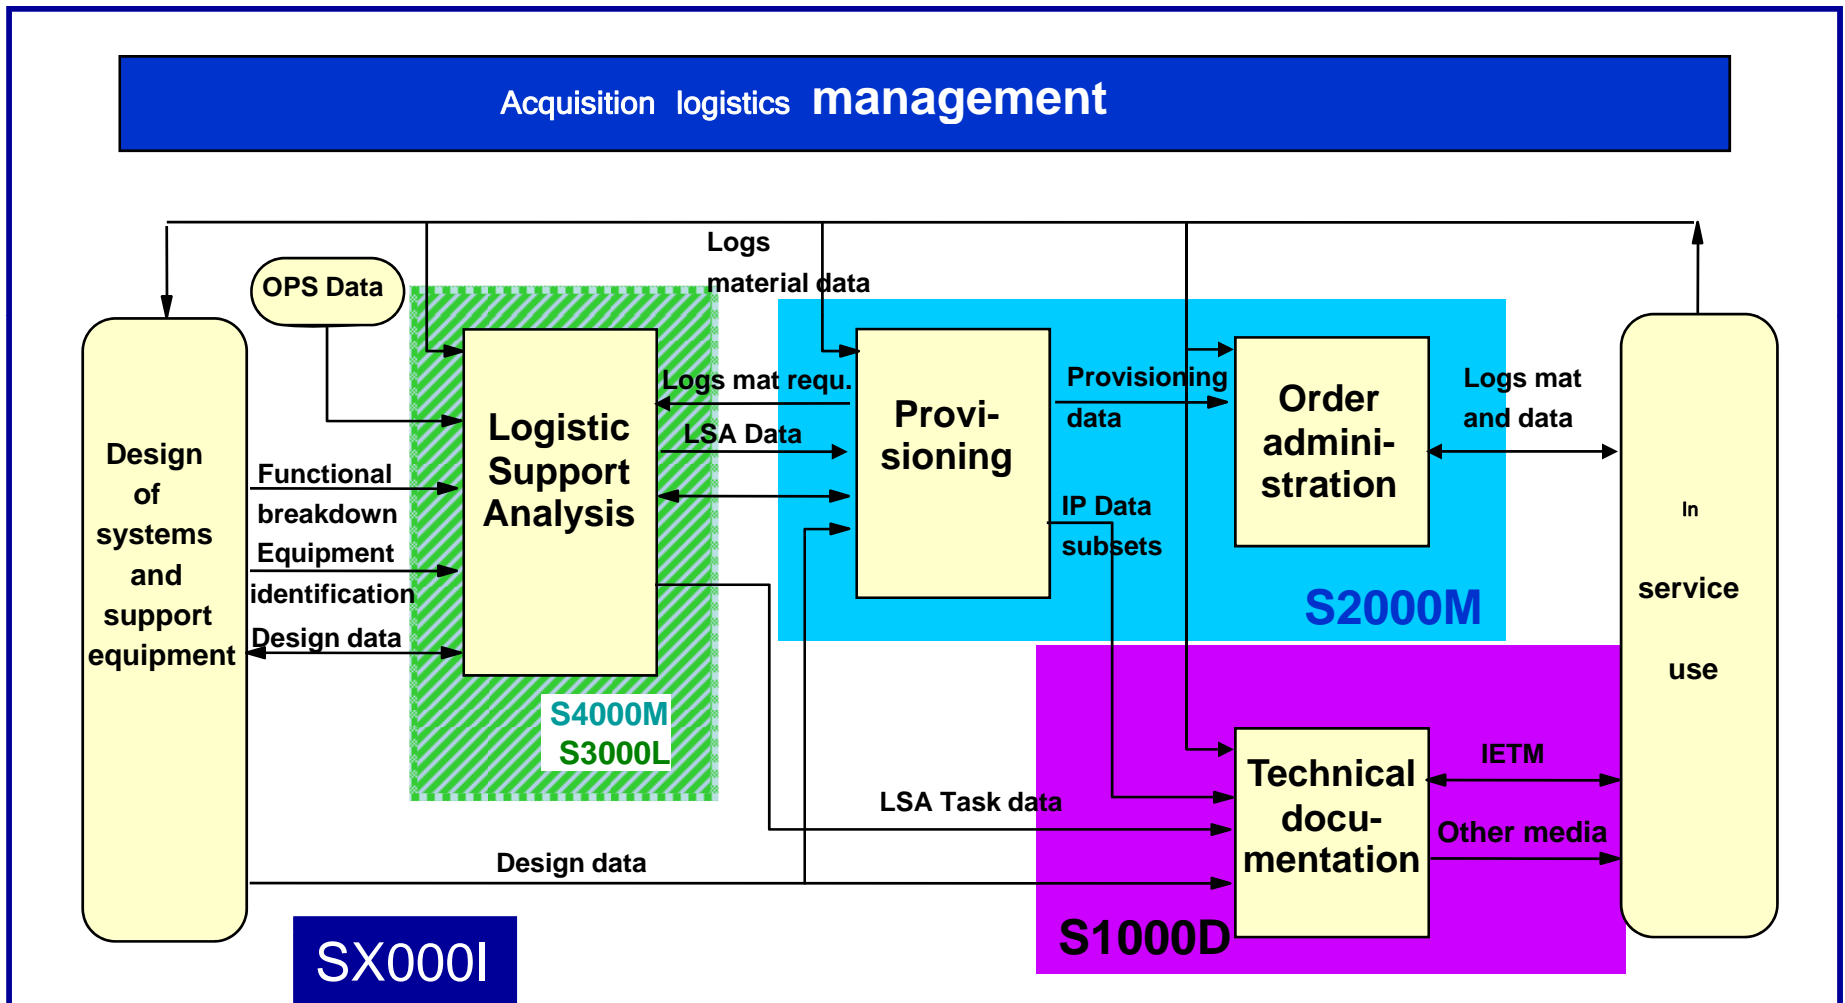 Acquisition logistics management
Logs
material data
OPS Data
Design
of
systems
and
support
equipment
Functional
breakdown
Equipment
identification
Design data
Logistic
Support
Analysis
S4000M
S3000L
Logs mat requ.
LSA Data
Provi-
sioning
Provisioning
data
IP Data
subsets
Order
admini-
stration
S2000M
Logs mat
and data
In
service
use
LSA Task data
Design data
Technical
docu-
mentation
IETM
Other media
S1000D
SX000I